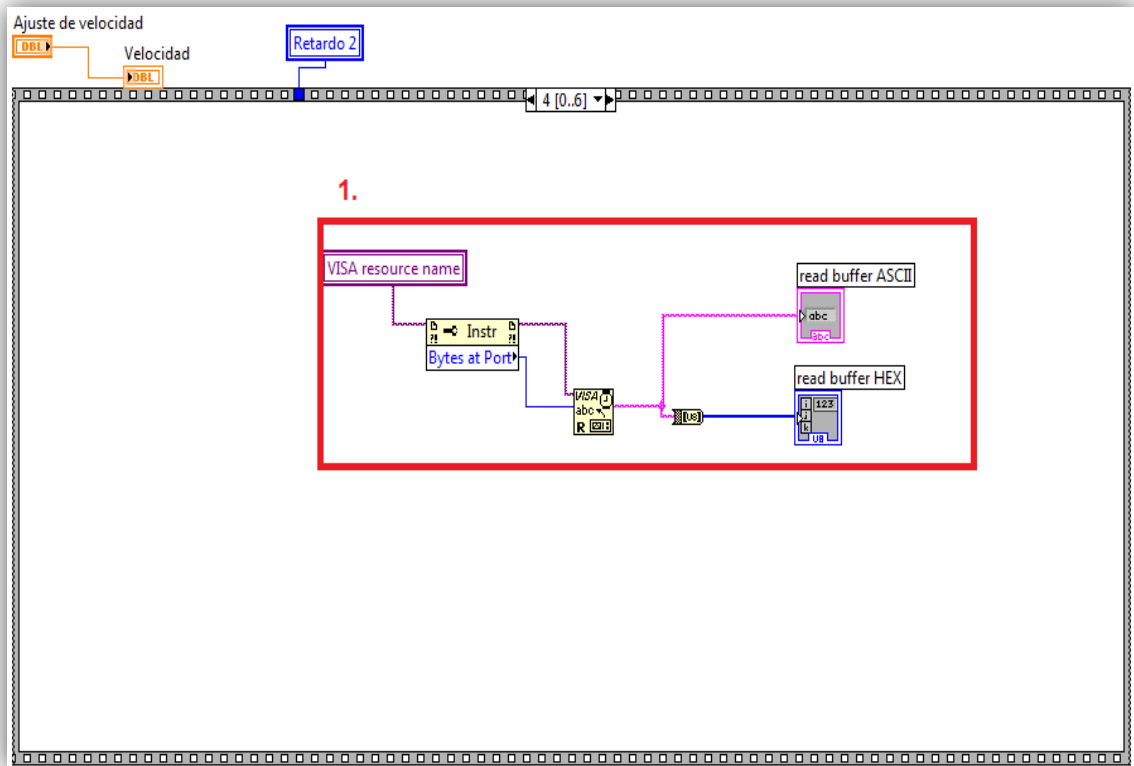 Ajuste de velocidad
DBL
Velocidad
DBL
Retardo 2
4 [0..6]
1.
VISA resource name
read buffer ASCII
abc
abc
Instr
Bytes at Port
read buffer HEX
VISA
abc
R
[U8]
i
123
j
k
U8